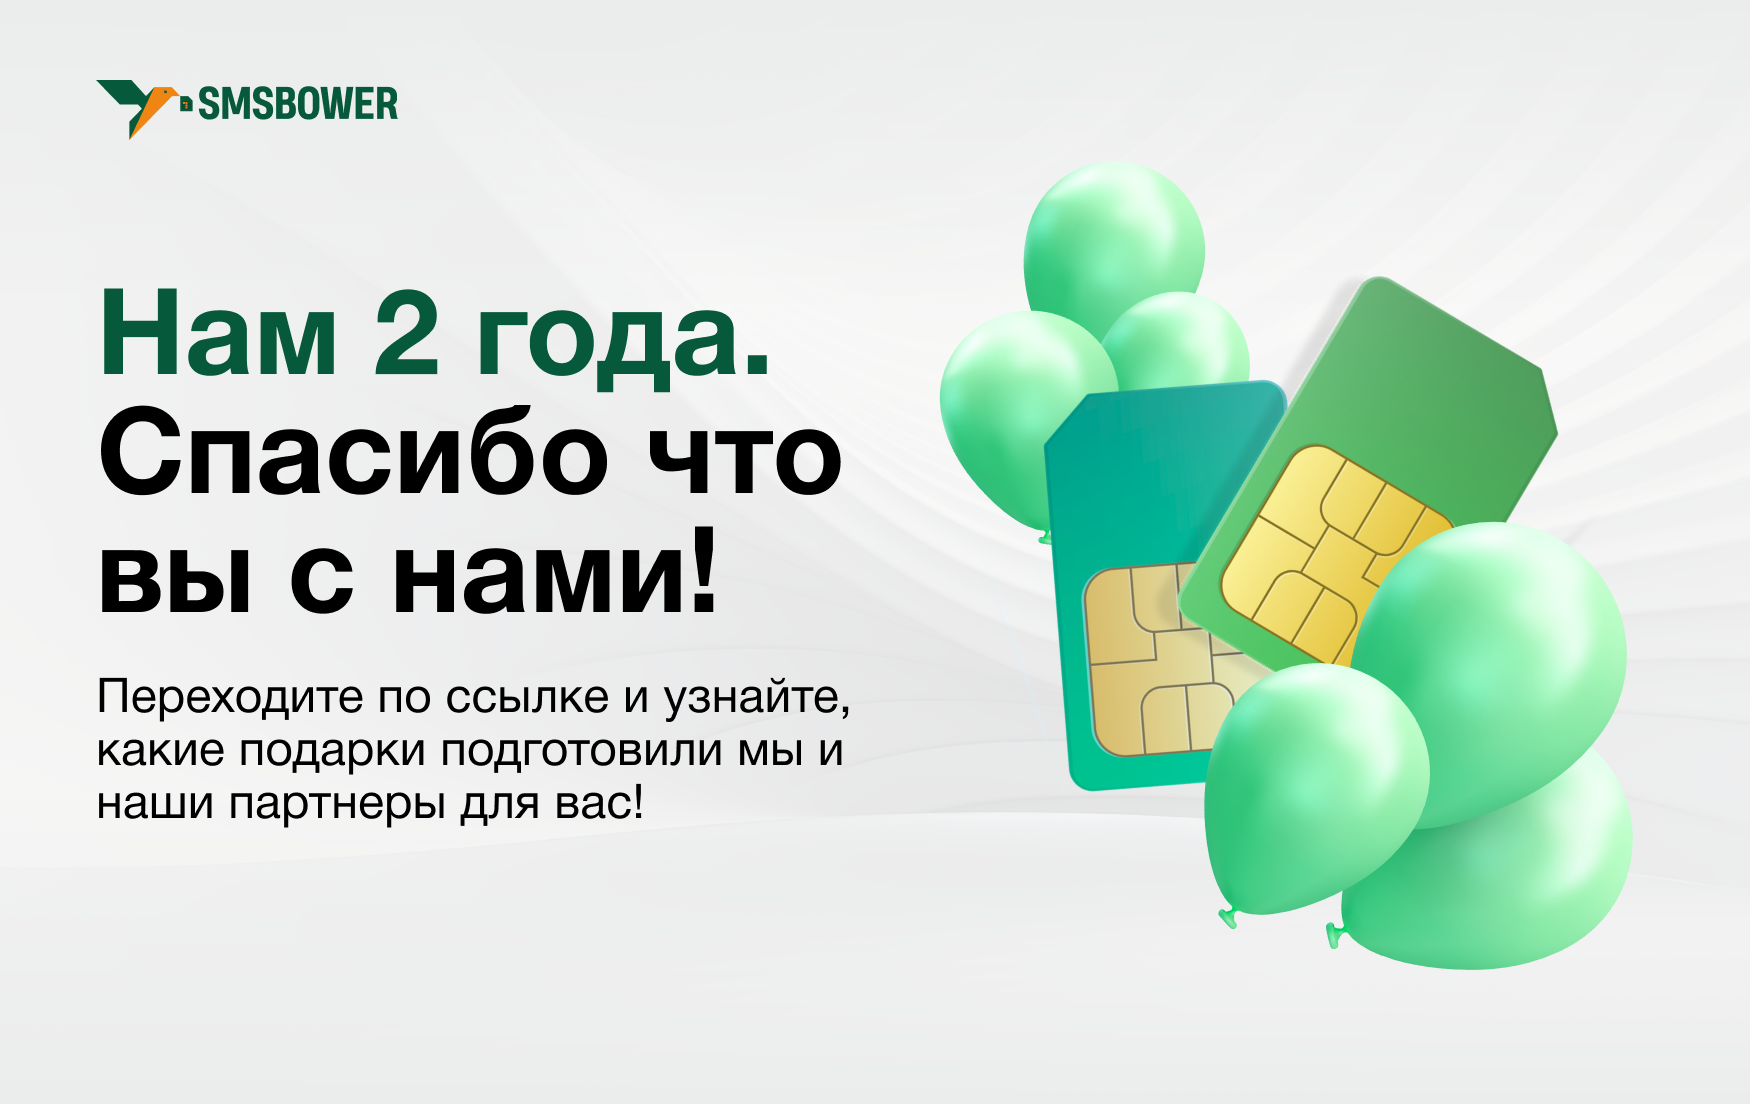 SMSBOWER
Нам 2 года.
Спасибо что
вы с нами!
Переходите по ссылке и узнайте,
какие подарки подготовили мы и
наши партнеры для вас!